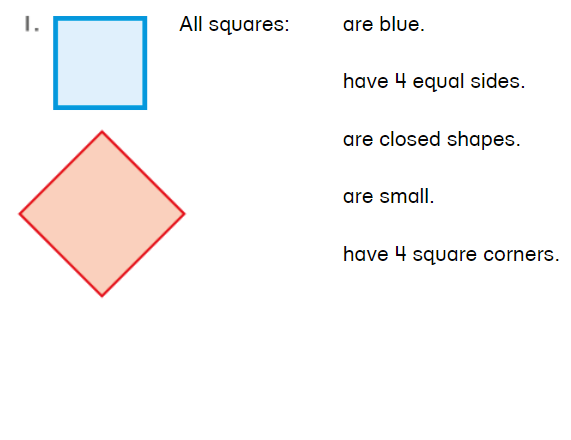 1. All squares: are blue.
have 4 equal sides.
are closed shapes.
are small.
have 4 square corners.